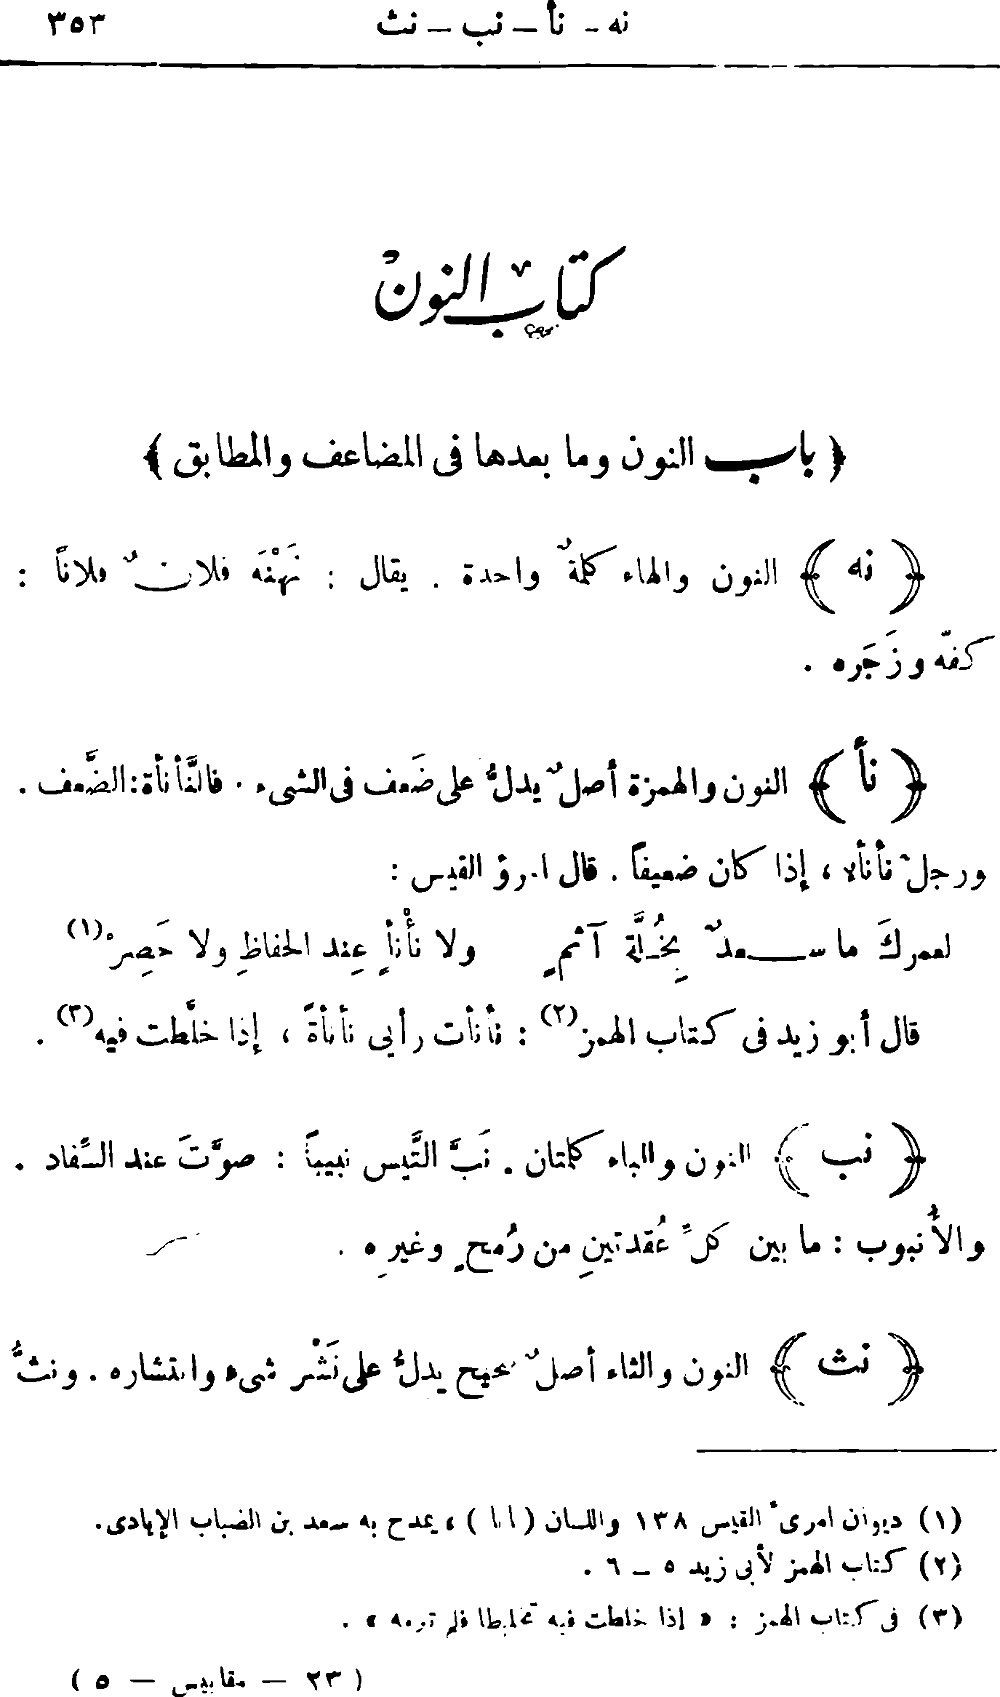 نه - نأ — نب — نث ٣٥٣
كتاب النون
﴿ باب النون وما بعدها فى المضاعف والمطابق ﴾
﴿ نه ﴾ النون والهاء كلمةٌ واحدة . يقال : نَهْنَهَ فلانٌ فلاناً :
كفّه وزَجَره .
﴿ نأ ﴾ النون والهمزة أصلٌ يدلُّ على ضَعف فى الشىء . فالنَّأنأة: الضَّعف .
ورجلٌ نأنأه ، إذا كان ضعيفاً . قال امرؤ القيس :
لعمركَ ما سعدٌ بِخُلَّة آثمٍ ولا نأْنأٍ عِند الحفاظِ ولا حَصِرْ(١)
قال أبو زيد فى كتاب الهمز(٢) : نأنأت رأيى نأنأةً ، إذا خلَّطت فيه(٣) .
﴿ نب ﴾ النون والباء كلمتان . نَبَّ التَّيس نبيباً : صوَّتَ عند السِّفاد .
والأُنبوب : ما بين كلِّ عُقدتينِ من رُمحٍ وغيرِه .
﴿ نث ﴾ النون والثاء أصلٌ صحيح يدلُّ على نَشْر شىء وانتشاره . ونثُّ
(١) ديوان امرئ القيس ١٣٨ واللسان ( نأنأ ) ، يمدح به سعد بن الضباب الإيادى.
(٢) كتاب الهمز لأبى زيد ٥ – ٦ .
(٣) فى كتاب الهمز : « إذا خلطت فيه تخليطا فلم تبرمه » .
( ٢٣ — مقاييس — ٥ )